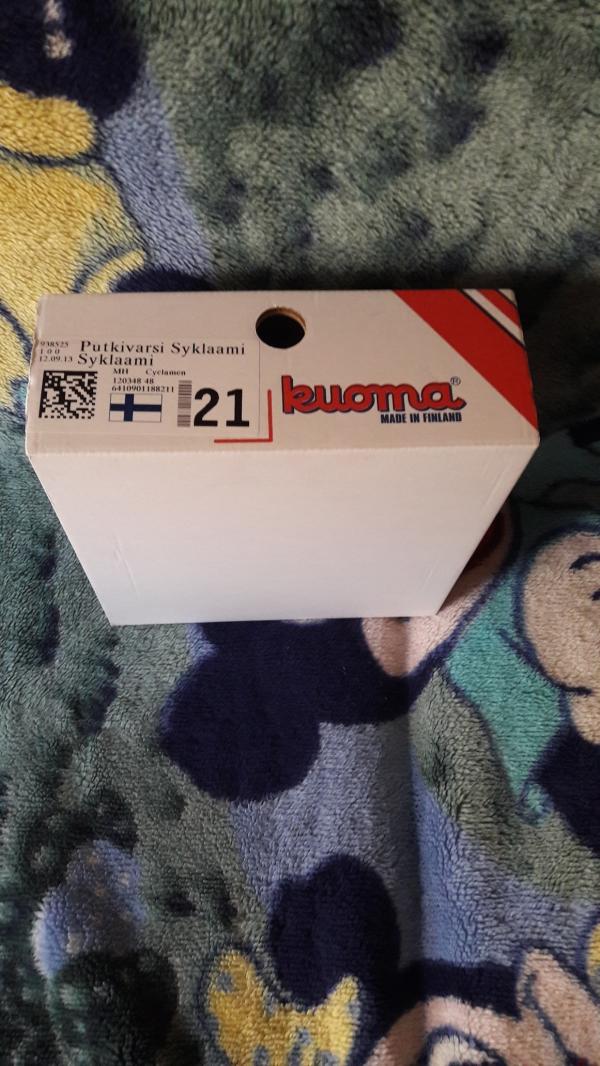 938525
1 0 0 Putkivarsi Syklaami
12.09.13 Syklaami
MH Cyclamen
120348 48
6410901188211
21
kuoma®
MADE IN FINLAND